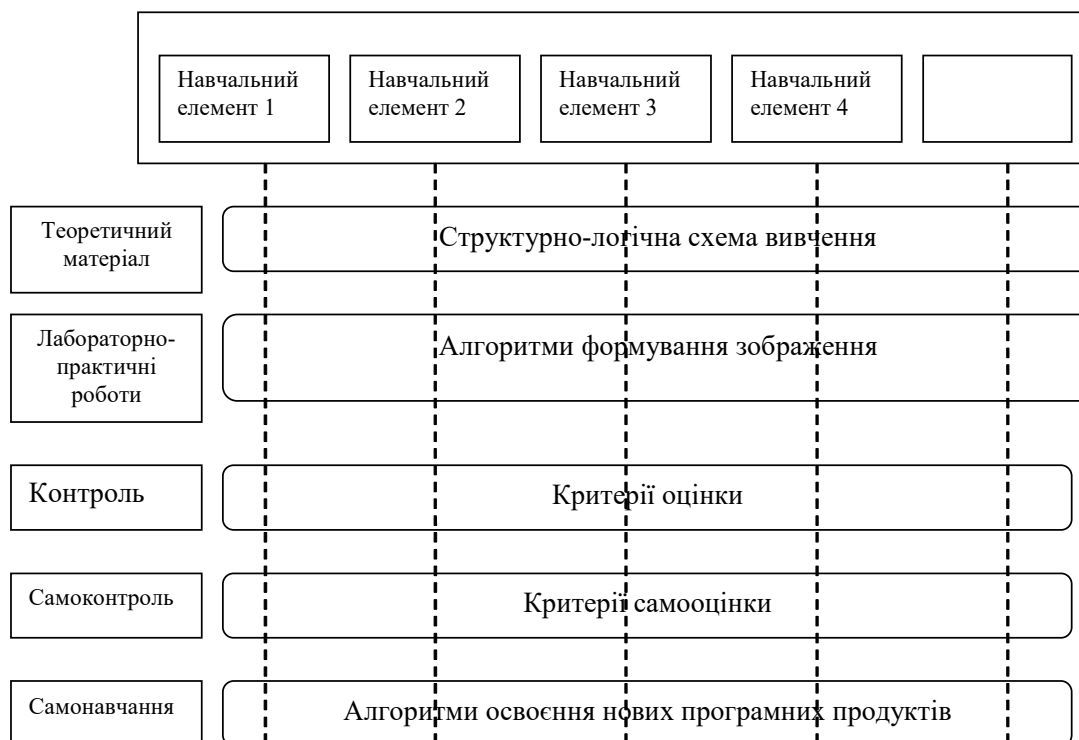 Навчальний
елемент 1
Навчальний
елемент 2
Навчальний
елемент 3
Навчальний
елемент 4
Теоретичний
матеріал
Структурно-логічна схема вивчення
Лабораторно-
практичні
роботи
Алгоритми формування зображення
Контроль
Критерії оцінки
Самоконтроль
Критерії самооцінки
Самонавчання
Алгоритми освоєння нових програмних продуктів